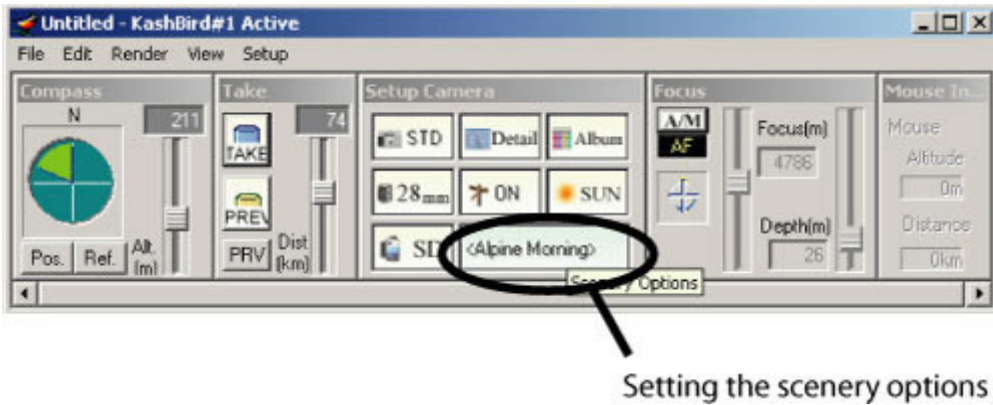 Untitled - KashBird#1 Active
File Edit Render View Setup
Compass
N
211
Pos. Ref. Alt. (m)
Take
74
TAKE
PREV
PRV Dist (km)
Setup Camera
STD Detail Album
28mm ON SUN
SD <Alpine Morning>
Scenery Options
Focus
A/M
AF
Focus(m)
4786
Depth(m)
26
Mouse In...
Mouse
Altitude
0m
Distance
0km
Setting the scenery options